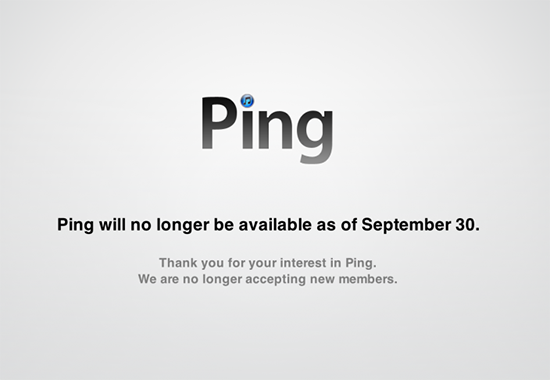 Ping
Ping will no longer be available as of September 30.
Thank you for your interest in Ping.
We are no longer accepting new members.